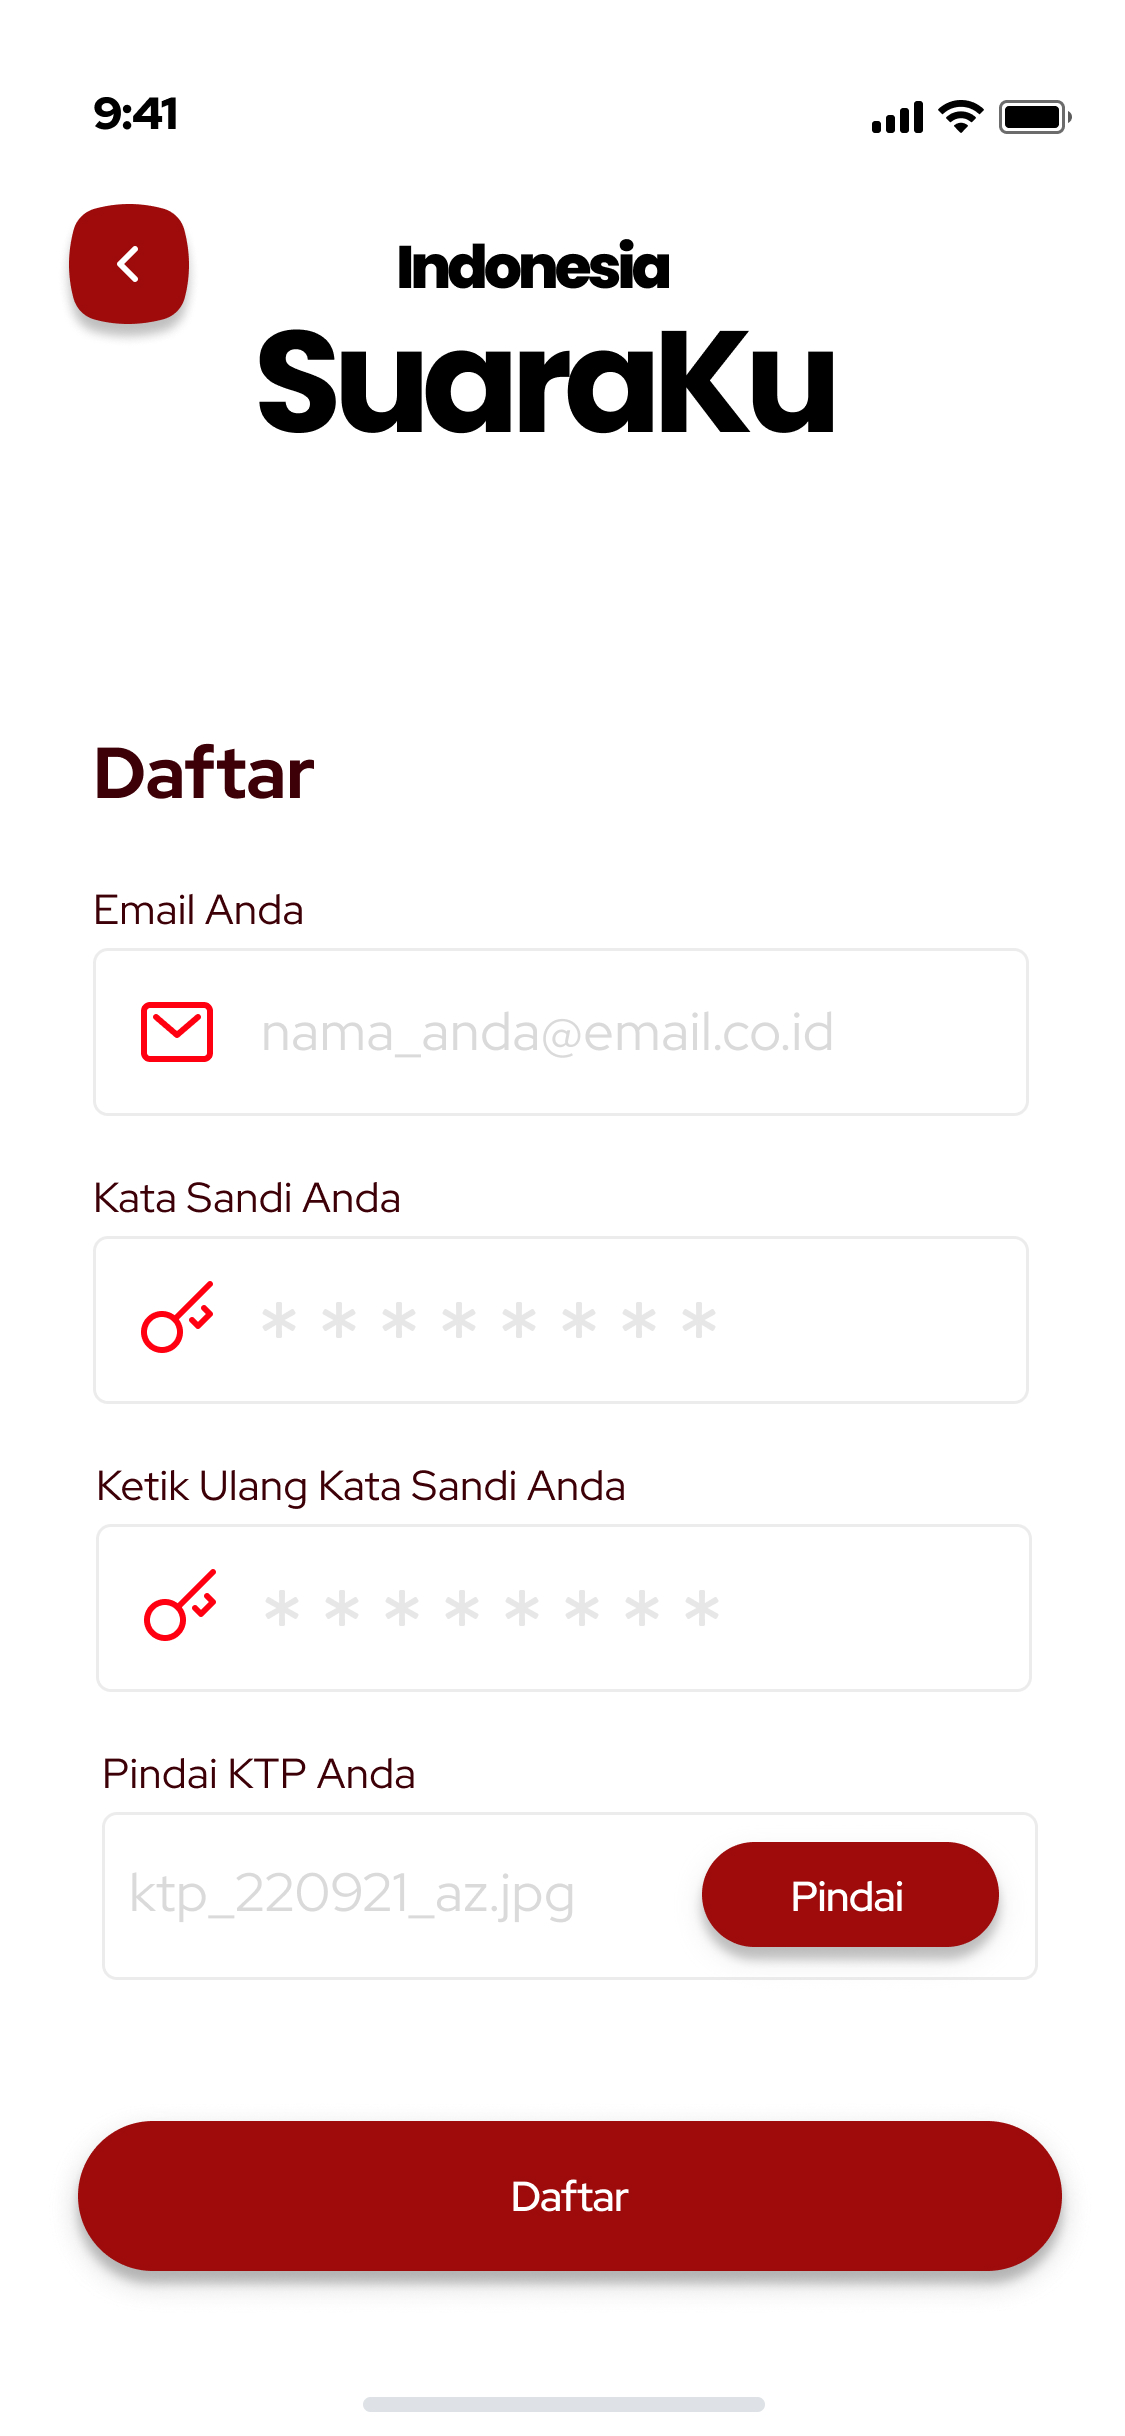 9:41
Indonesia
SuaraKu
Daftar
Email Anda
nama_anda@email.co.id
Kata Sandi Anda
* * * * * * * *
Ketik Ulang Kata Sandi Anda
* * * * * * * *
Pindai KTP Anda
ktp_220921_az.jpg
Pindai
Daftar